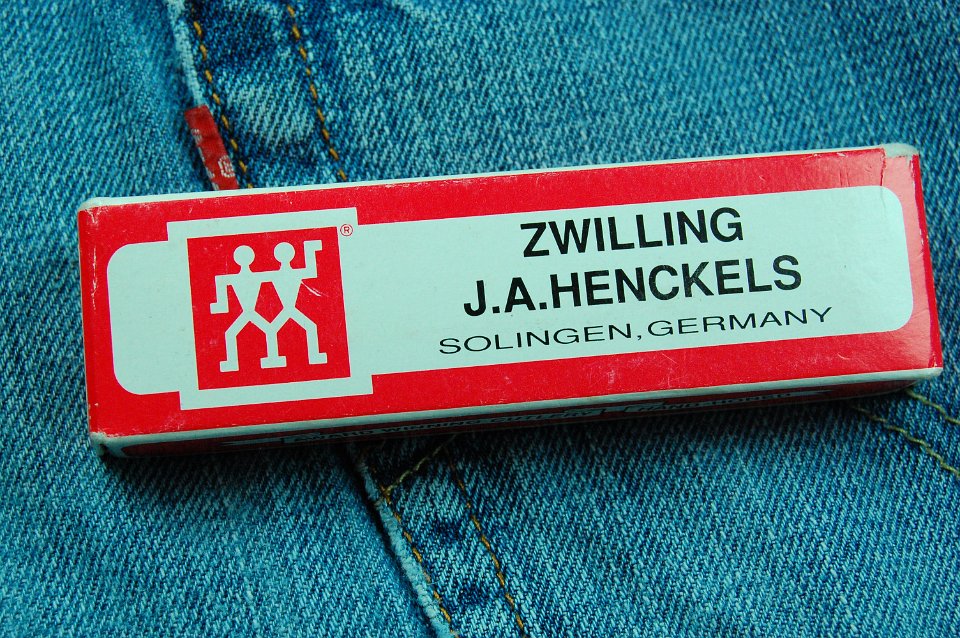 ®
ZWILLING
J.A.HENCKELS
SOLINGEN, GERMANY